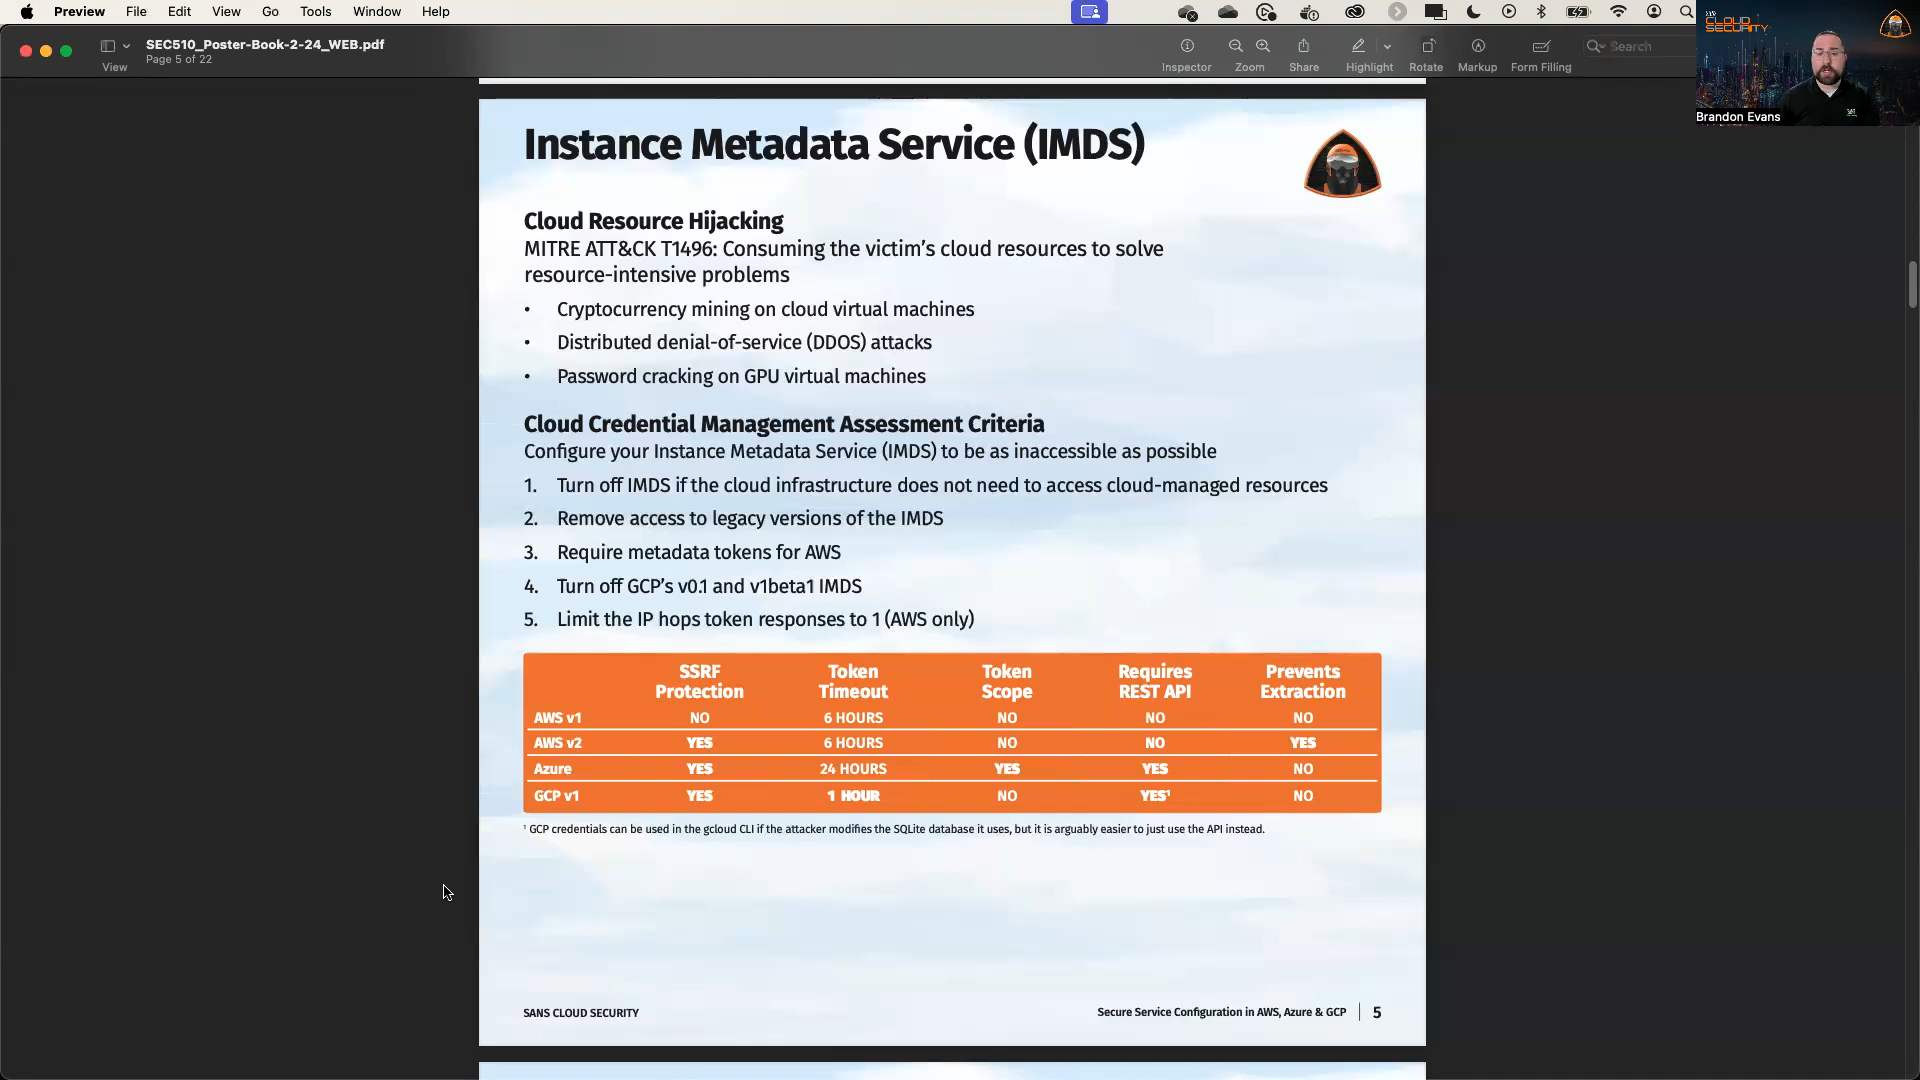 Preview File Edit View Go Tools Window Help
SEC510_Poster-Book-2-24_WEB.pdf
Page 5 of 22
View
Inspector Zoom Share Highlight Rotate Markup Form Filling
Search
CLOUD
SECURITY
Brandon Evans
Instance Metadata Service (IMDS)
Cloud Resource Hijacking
MITRE ATT&CK T1496: Consuming the victim’s cloud resources to solve
resource-intensive problems
• Cryptocurrency mining on cloud virtual machines
• Distributed denial-of-service (DDOS) attacks
• Password cracking on GPU virtual machines
Cloud Credential Management Assessment Criteria
Configure your Instance Metadata Service (IMDS) to be as inaccessible as possible
1. Turn off IMDS if the cloud infrastructure does not need to access cloud-managed resources
2. Remove access to legacy versions of the IMDS
3. Require metadata tokens for AWS
4. Turn off GCP’s v0.1 and v1beta1 IMDS
5. Limit the IP hops token responses to 1 (AWS only)
SSRF Protection Token Timeout Token Scope Requires REST API Prevents Extraction
AWS v1 NO 6 HOURS NO NO NO
AWS v2 YES 6 HOURS NO NO YES
Azure YES 24 HOURS YES YES NO
GCP v1 YES 1 HOUR NO YES¹ NO
¹ GCP credentials can be used in the gcloud CLI if the attacker modifies the SQLite database it uses, but it is arguably easier to just use the API instead.
SANS CLOUD SECURITY
Secure Service Configuration in AWS, Azure & GCP | 5